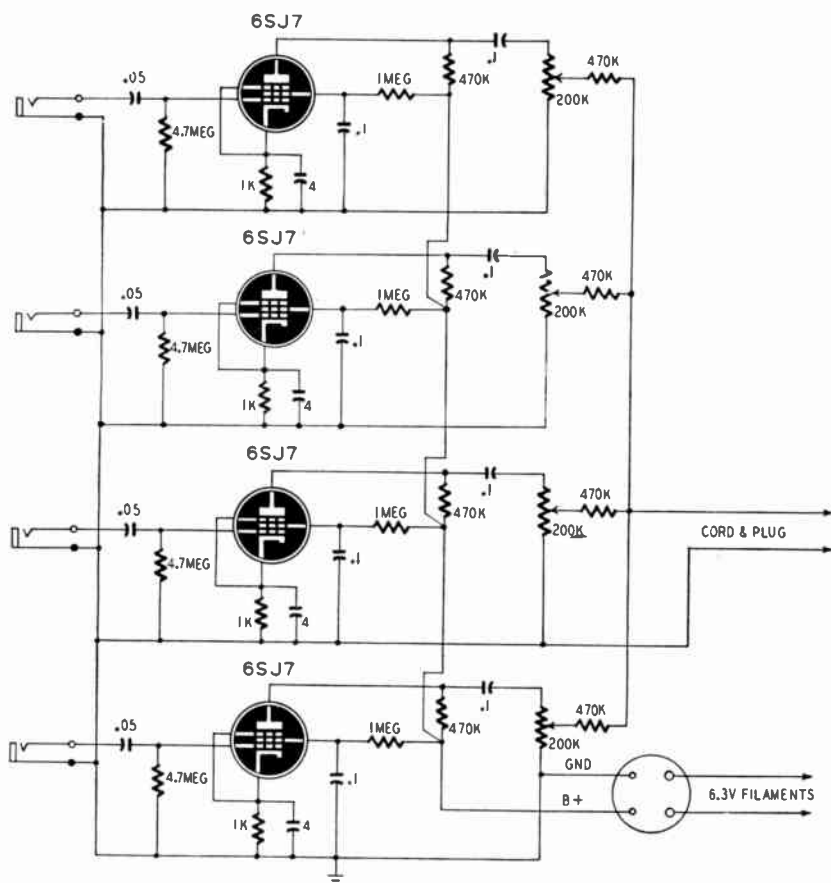 6SJ7
.05
4.7MEG
1K
4
.1
1MEG
470K
.1
200K
470K
6SJ7
.05
4.7MEG
1K
4
.1
1MEG
470K
.1
200K
470K
6SJ7
.05
4.7MEG
1K
4
.1
1MEG
470K
.1
200K
470K
CORD & PLUG
6SJ7
.05
4.7MEG
1K
4
.1
1MEG
470K
.1
200K
470K
GND
B+
6.3V FILAMENTS